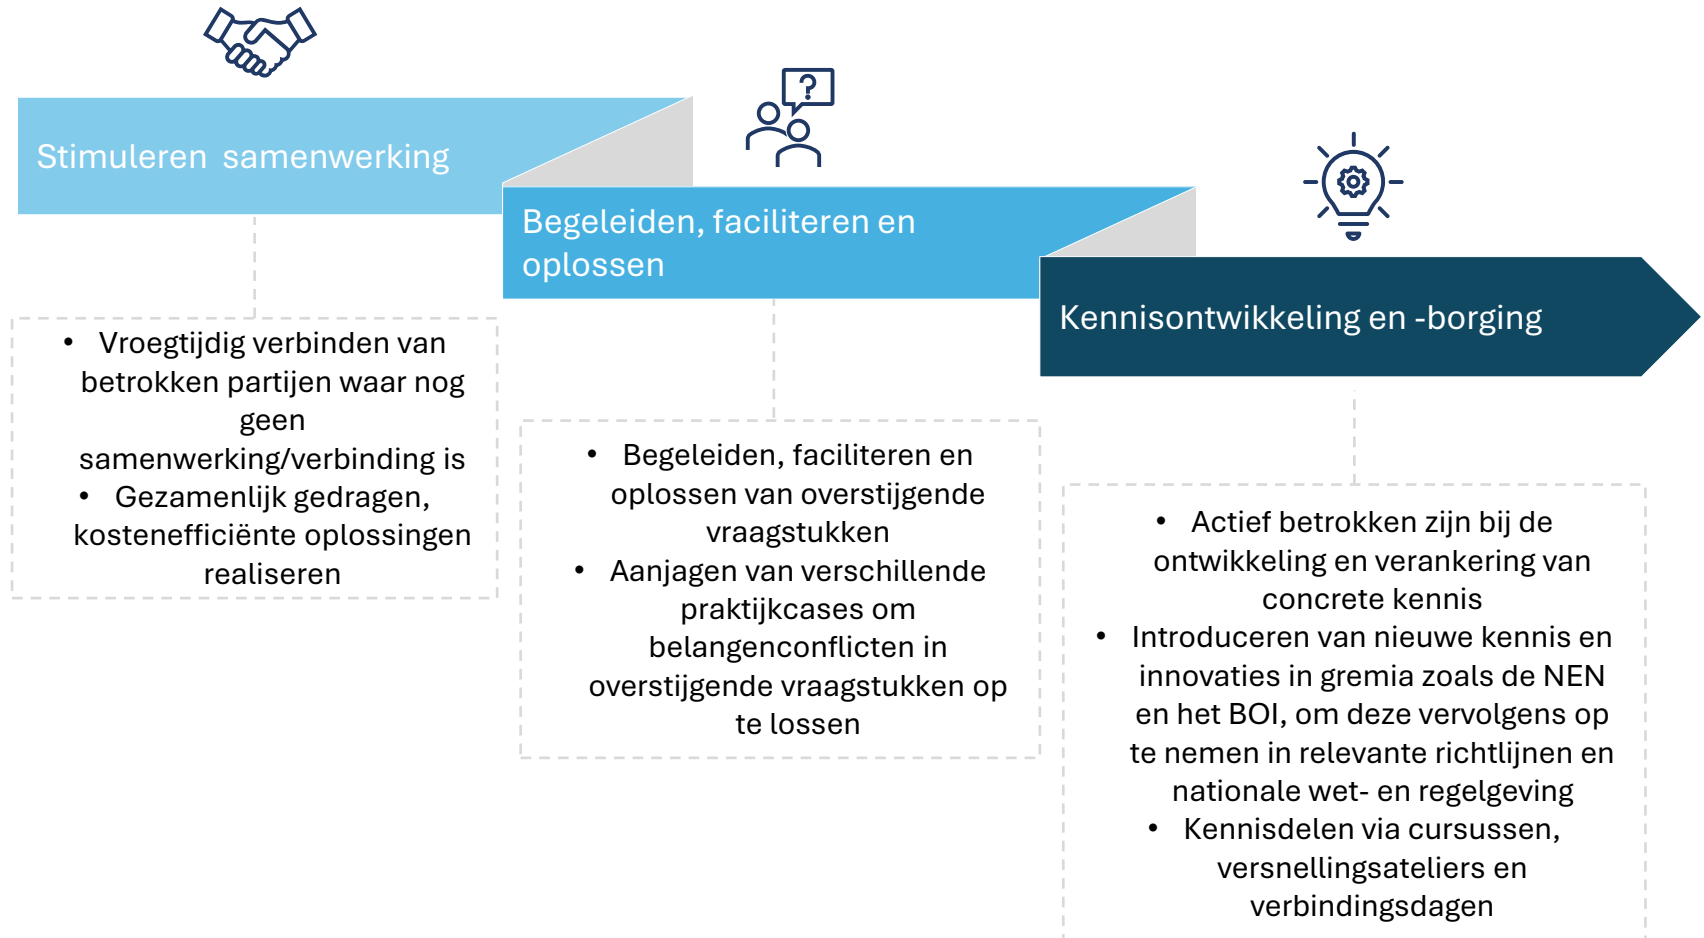 ?
Stimuleren samenwerking
Begeleiden, faciliteren en
oplossen
Kennisontwikkeling en -borging
• Vroegtijdig verbinden van
betrokken partijen waar nog
geen
samenwerking/verbinding is
• Gezamenlijk gedragen,
kostenefficiënte oplossingen
realiseren
• Begeleiden, faciliteren en
oplossen van overstijgende
vraagstukken
• Aanjagen van verschillende
praktijkcases om
belangenconflicten in
overstijgende vraagstukken op
te lossen
• Actief betrokken zijn bij de
ontwikkeling en verankering van
concrete kennis
• Introduceren van nieuwe kennis en
innovaties in gremia zoals de NEN
en het BOI, om deze vervolgens op
te nemen in relevante richtlijnen en
nationale wet- en regelgeving
• Kennisdelen via cursussen,
versnellingsateliers en
verbindingsdagen